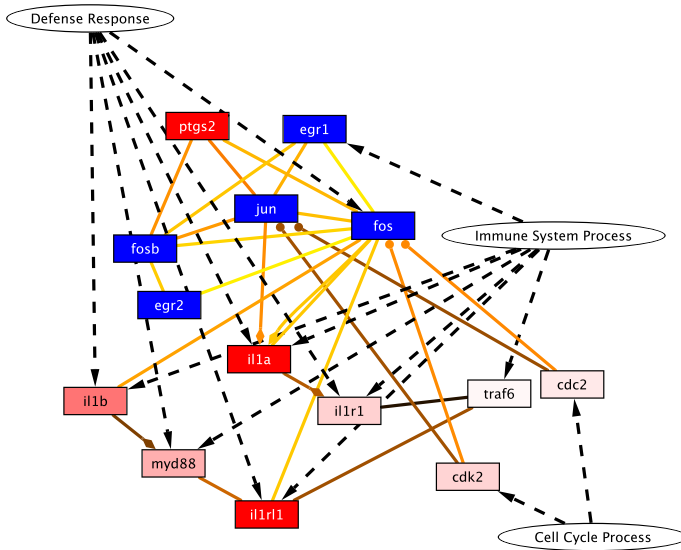 Defense Response
ptgs2
egr1
jun
fos
Immune System Process
fosb
egr2
il1a
cdc2
traf6
il1b
il1r1
myd88
cdk2
il1rl1
Cell Cycle Process